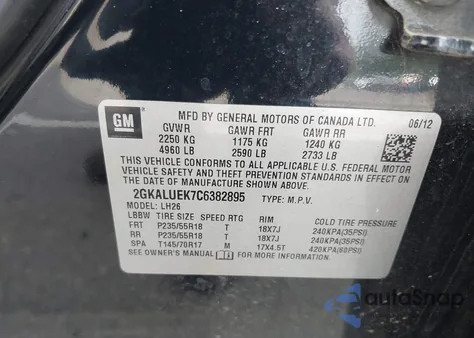 GM
MFD BY GENERAL MOTORS OF CANADA LTD. 06/12
GVWR GAWR FRT GAWR RR
2250 KG 1175 KG 1240 KG
4960 LB 2590 LB 2733 LB
THIS VEHICLE CONFORMS TO ALL APPLICABLE U.S. FEDERAL MOTOR
VEHICLE SAFETY AND THEFT PREVENTION STANDARDS IN EFFECT ON
THE DATE OF MANUFACTURE SHOWN ABOVE.
2GKALUEK7C6382895 TYPE: M.P.V.
MODEL: LH26
LBBW TIRE SIZE SPEED RTG RIM COLD TIRE PRESSURE
FRT P235/55R18 T 18X7J 240KPA(35PSI)
RR P235/55R18 T 18X7J 240KPA(35PSI)
SPA T145/70R17 M 17X4.5T 420KPA(60PSI)
SEE OWNER'S MANUAL FOR ADDITIONAL INFORMATION.
autoSnap